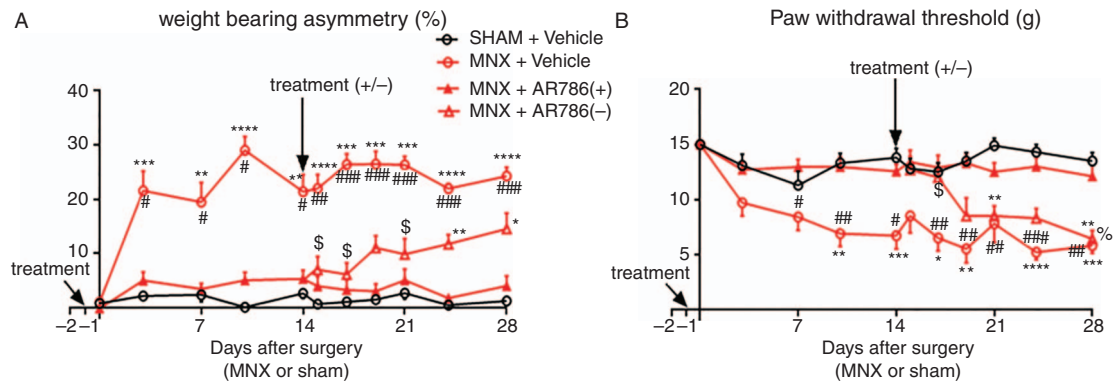 A
weight bearing asymmetry (%)
SHAM + Vehicle
MNX + Vehicle
MNX + AR786(+)
MNX + AR786(−)
treatment (+/−)
40
30
20
10
0
**** 
*** ** **** *** *** *** **** ****
** 
# # # # ## ### ### ### ### ###
$ $ $ ** *
treatment
−2 −1 7 14 21 28
Days after surgery
(MNX or sham)
B
Paw withdrawal threshold (g)
treatment (+/−)
20
15
10
5
0
$ ** ** %
# ## # ## ## ## ### ##
** *** * ** **** ***
treatment
−2 −1 7 14 21 28
Days after surgery
(MNX or sham)